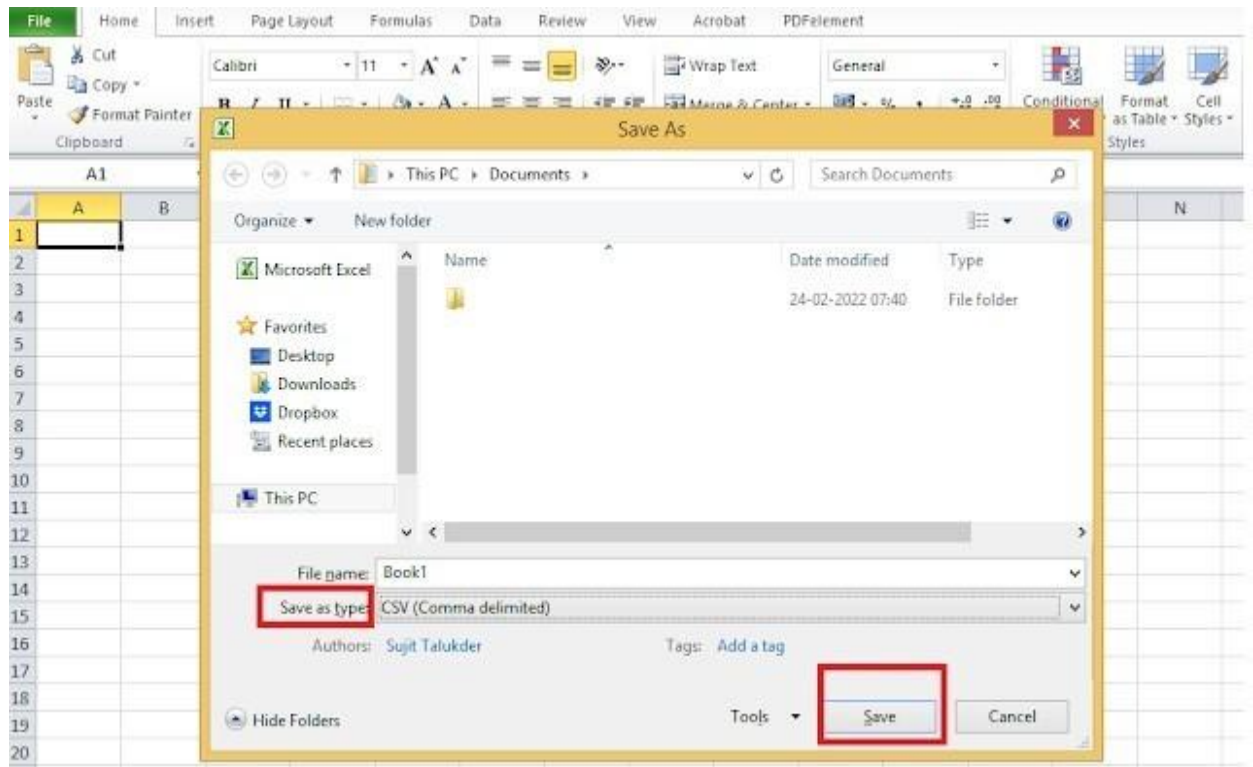 File Home Insert Page Layout Formulas Data Review View Acrobat PDFelement
Cut
Copy
Format Painter
Paste
Clipboard
Calibri 11 A A
Wrap Text
General
B I U A
Merge & Center
% , .0 .00
Conditional
Format as Table
Cell Styles
Styles
Save As
A1
This PC Documents
Search Documents
Organize New folder
A B N
Microsoft Excel
Name Date modified Type
24-02-2022 07:40 File folder
Favorites
Desktop
Downloads
Dropbox
Recent places
This PC
1
2
3
4
5
6
7
8
9
10
11
12
13
14
15
16
17
18
19
20
File name: Book1
Save as type: CSV (Comma delimited)
Authors: Sujit Talukder Tags: Add a tag
Hide Folders Tools Save Cancel